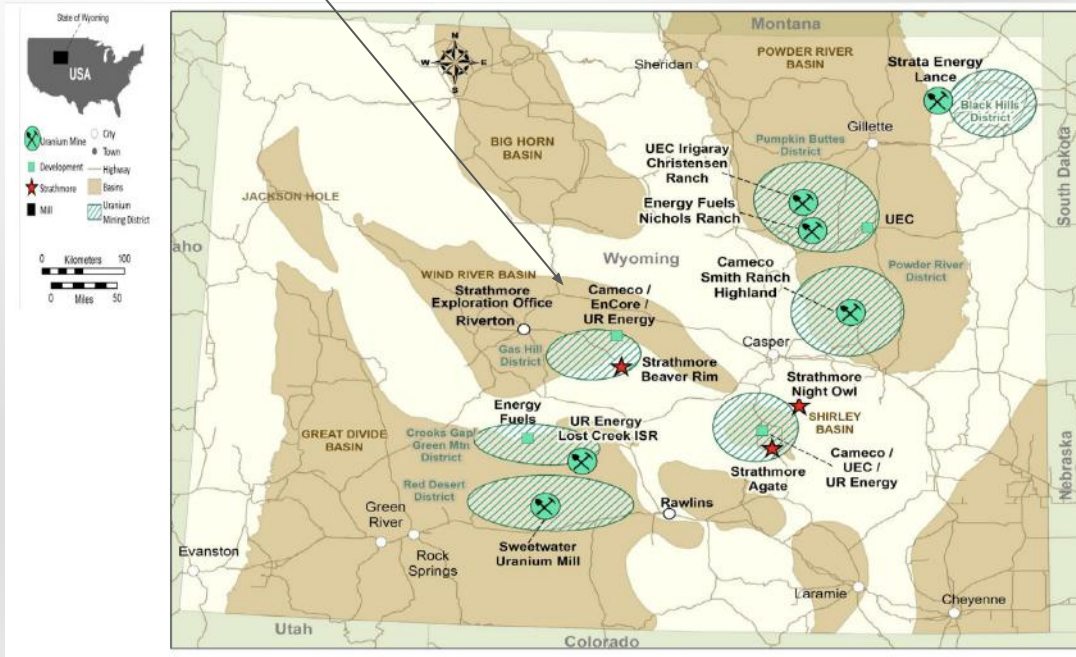 State of Wyoming
USA
Uranium Mine
City
Town
Development
Highway
Strathmore
Basins
Mill
Uranium
Mining District
Kilometers
0 100
0 50
Miles
N
W E
S
Montana
POWDER RIVER
BASIN
Sheridan
Strata Energy
Lance
Black Hills
District
Gillette
BIG HORN
BASIN
Pumpkin Buttes
District
UEC Irigaray
Christensen
Ranch
Energy Fuels
Nichols Ranch
UEC
South Dakota
JACKSON HOLE
aho
Wyoming
WIND RIVER BASIN
Strathmore
Exploration Office
Riverton
Cameco /
EnCore /
UR Energy
Cameco
Smith Ranch
Highland
Powder River
District
Gas Hill
District
Strathmore
Beaver Rim
Casper
Strathmore
Night Owl
SHIRLEY
BASIN
Energy
Fuels
UR Energy
Lost Creek ISR
GREAT DIVIDE
BASIN
Crooks Gap/
Green Mtn
District
Cameco /
UEC /
UR Energy
Strathmore
Agate
Nebraska
Red Desert
District
Green
River
Rawlins
Evanston
Rock
Springs
Sweetwater
Uranium Mill
Laramie
Cheyenne
Utah
Colorado